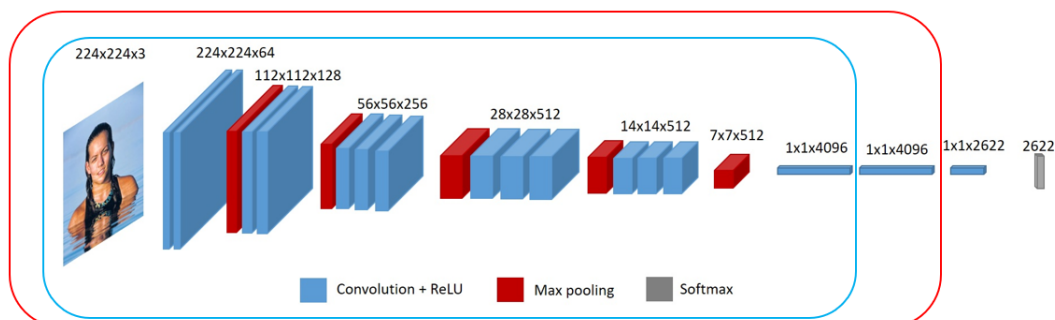 224x224x3
224x224x64
112x112x128
56x56x256
28x28x512
14x14x512
7x7x512
1x1x4096
1x1x4096
1x1x2622
2622
Convolution + ReLU
Max pooling
Softmax